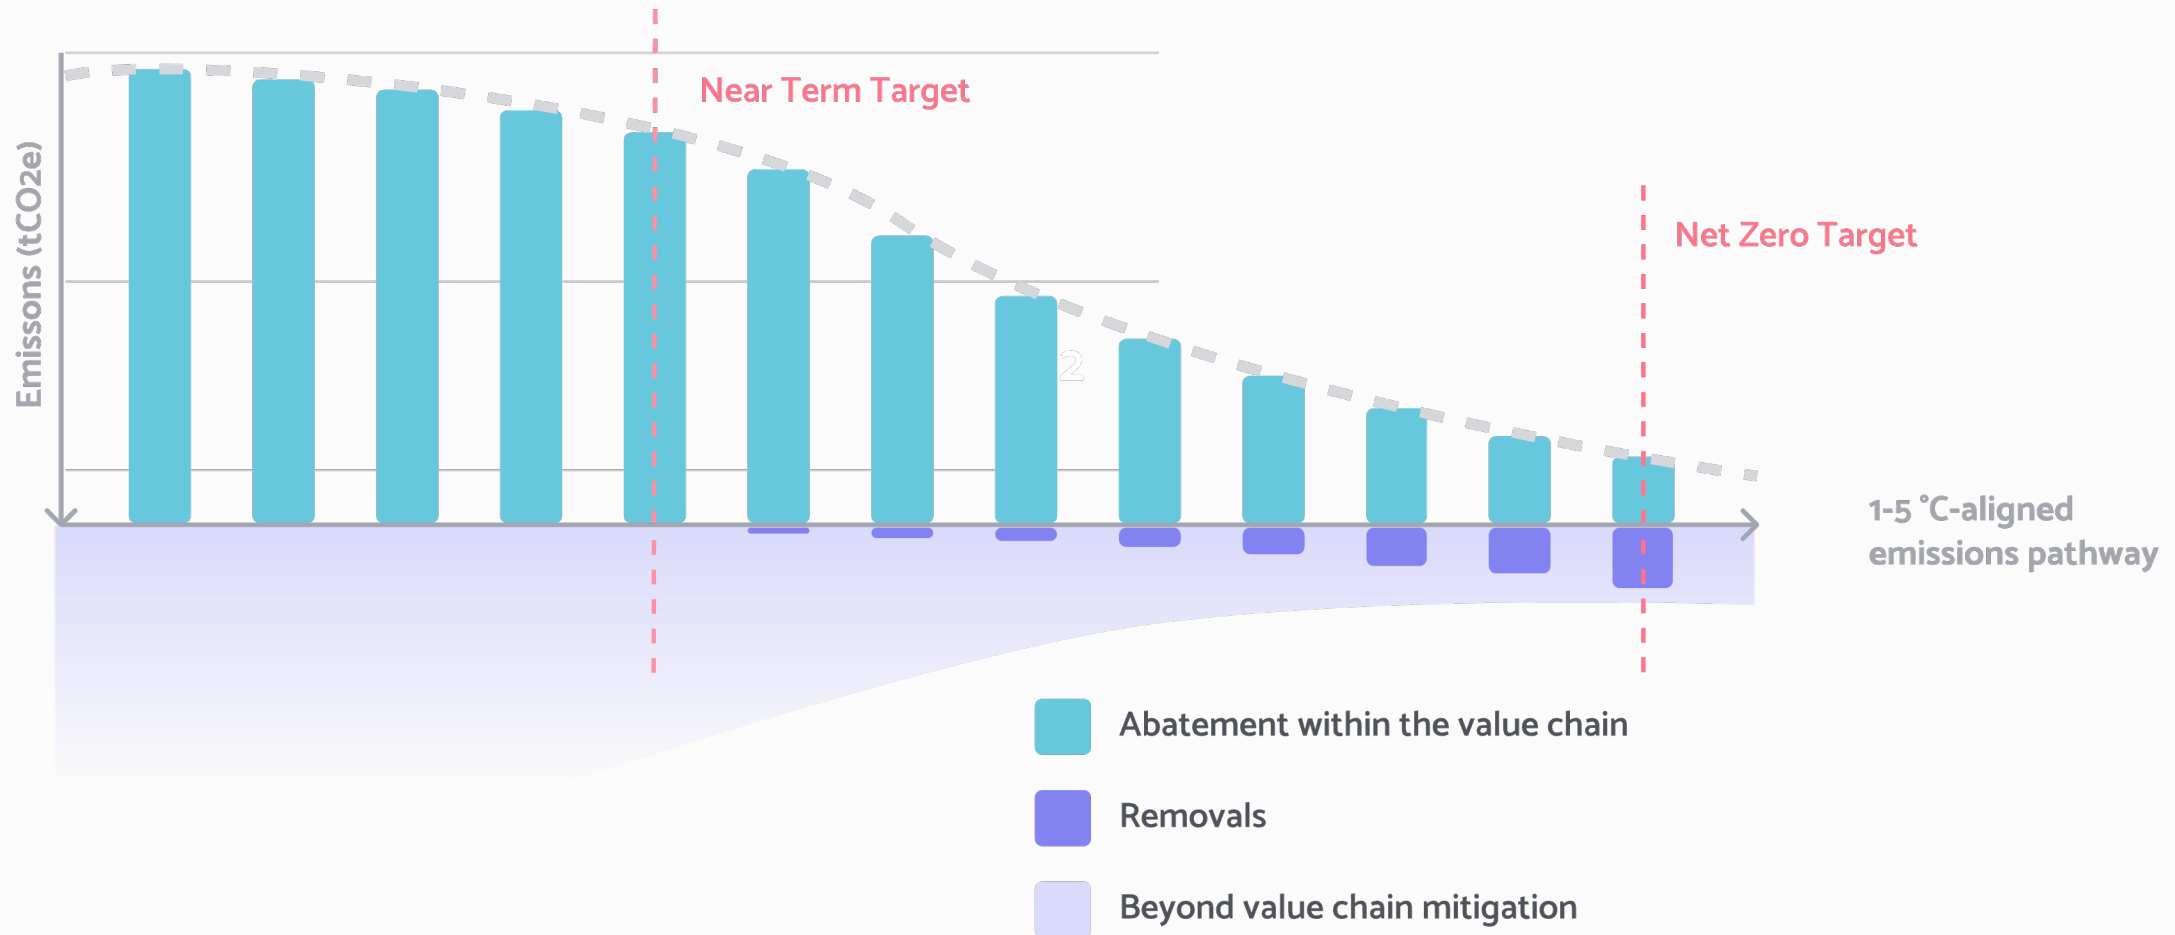 Emissons (tCO2e)
Near Term Target
Net Zero Target
2
1-5 °C-aligned
emissions pathway
Abatement within the value chain
Removals
Beyond value chain mitigation